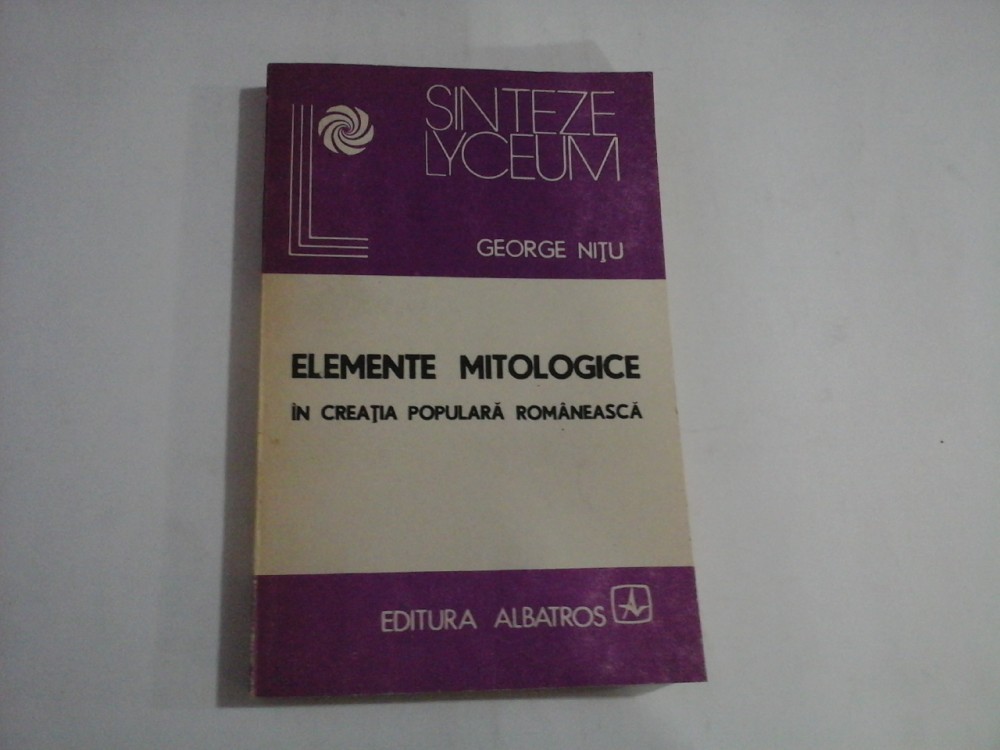 SINTEZE
LYCEUM
GEORGE NIȚU
ELEMENTE MITOLOGICE
ÎN CREAȚIA POPULARĂ ROMÂNEASCĂ
EDITURA ALBATROS